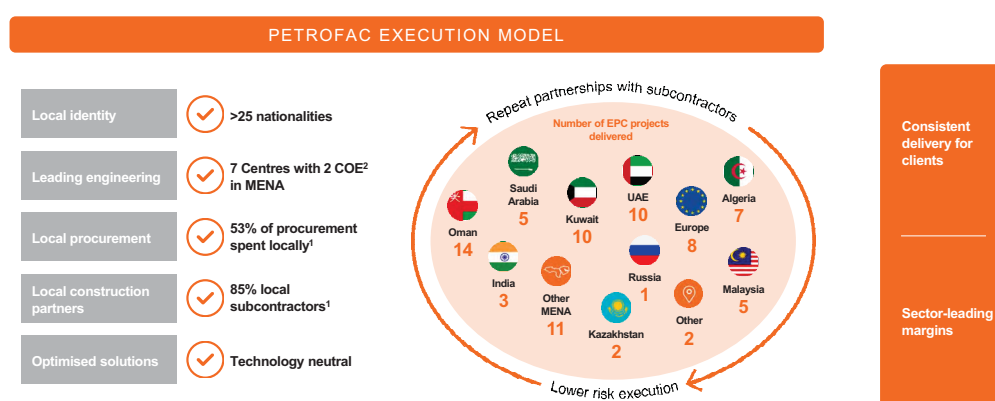 PETROFAC EXECUTION MODEL
Local identity
>25 nationalities
Leading engineering
7 Centres with 2 COE²
in MENA
Local procurement
53% of procurement
spent locally¹
Local construction
partners
85% local
subcontractors¹
Optimised solutions
Technology neutral
Repeat partnerships with subcontractors
Number of EPC projects
delivered
Saudi
Arabia
5
Kuwait
10
UAE
10
Algeria
7
Oman
14
Europe
8
India
3
Other
MENA
11
Russia
1
Malaysia
5
Kazakhstan
2
Other
2
Lower risk execution
Consistent
delivery for
clients
Sector-leading
margins